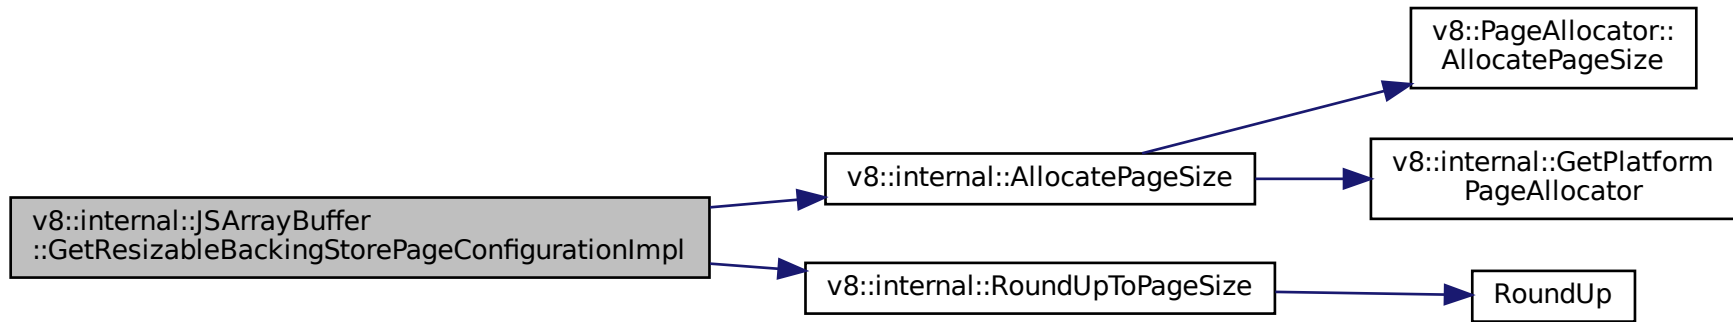 v8::internal::JSArrayBuffer
::GetResizableBackingStorePageConfigurationImpl
v8::internal::AllocatePageSize
v8::PageAllocator::
AllocatePageSize
v8::internal::GetPlatform
PageAllocator
v8::internal::RoundUpToPageSize
RoundUp